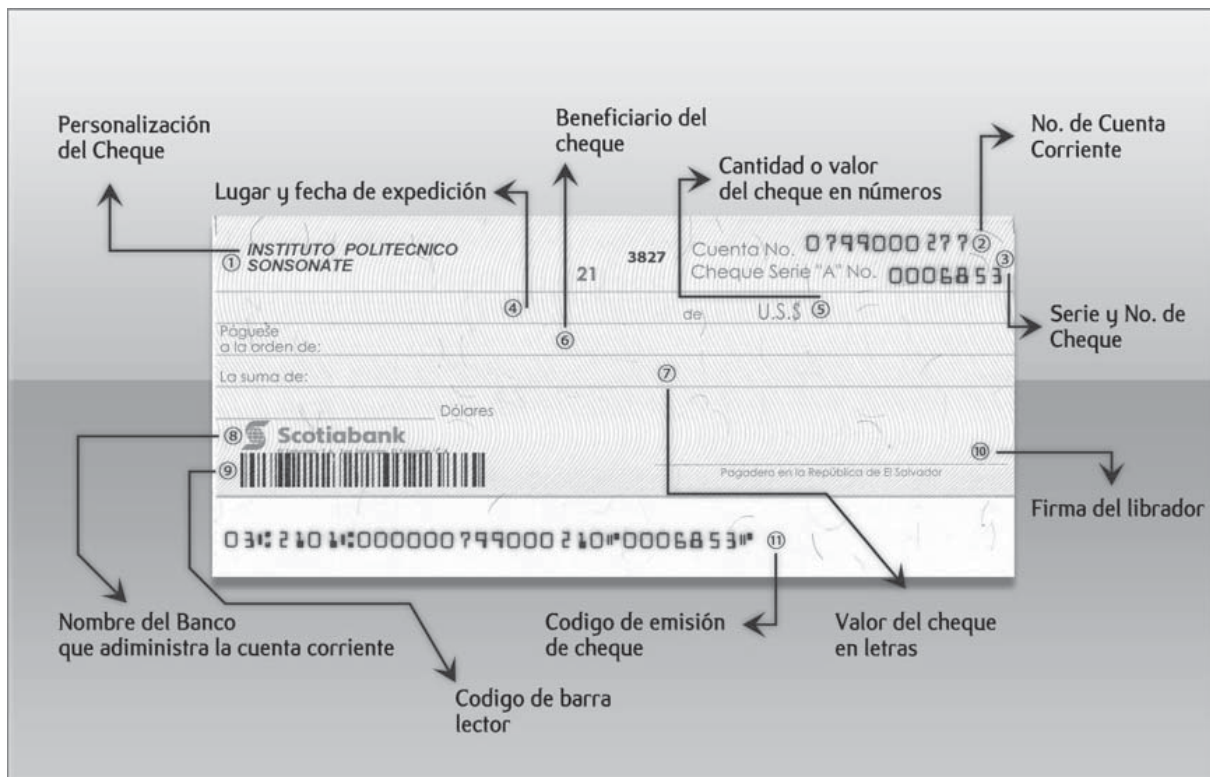 Personalización
del Cheque
Beneficiario del
cheque
No. de Cuenta
Corriente
Cantidad o valor
del cheque en números
Lugar y fecha de expedición
① INSTITUTO POLITECNICO
SONSONATE
21
3827
Cuenta No. 0799000277 ②
Cheque Serie "A" No. 0006853 ③
④
de
U.S.$ ⑤
Serie y No. de
Cheque
Páguese
a la orden de:
⑥
La suma de:
⑦
Dólares
⑧ Scotiabank
⑨
⑩
Pagadero en la República de El Salvador
Firma del librador
03⑆2101⑆000000799000210⑈0006853⑈ ⑪
Nombre del Banco
que adiministra la cuenta corriente
Codigo de emisión
de cheque
Valor del cheque
en letras
Codigo de barra
lector